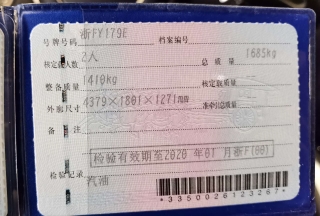 号牌号码 浙FY179E 档案编号
核定载人数 2人 总质量 1685kg
整备质量 1410kg 核定载质量
外廓尺寸 4379×1801×1271mm 准牵引总质量
备注
检验有效期至2020 年01 月浙F(00)
检验记录
汽油
*3350026123267*